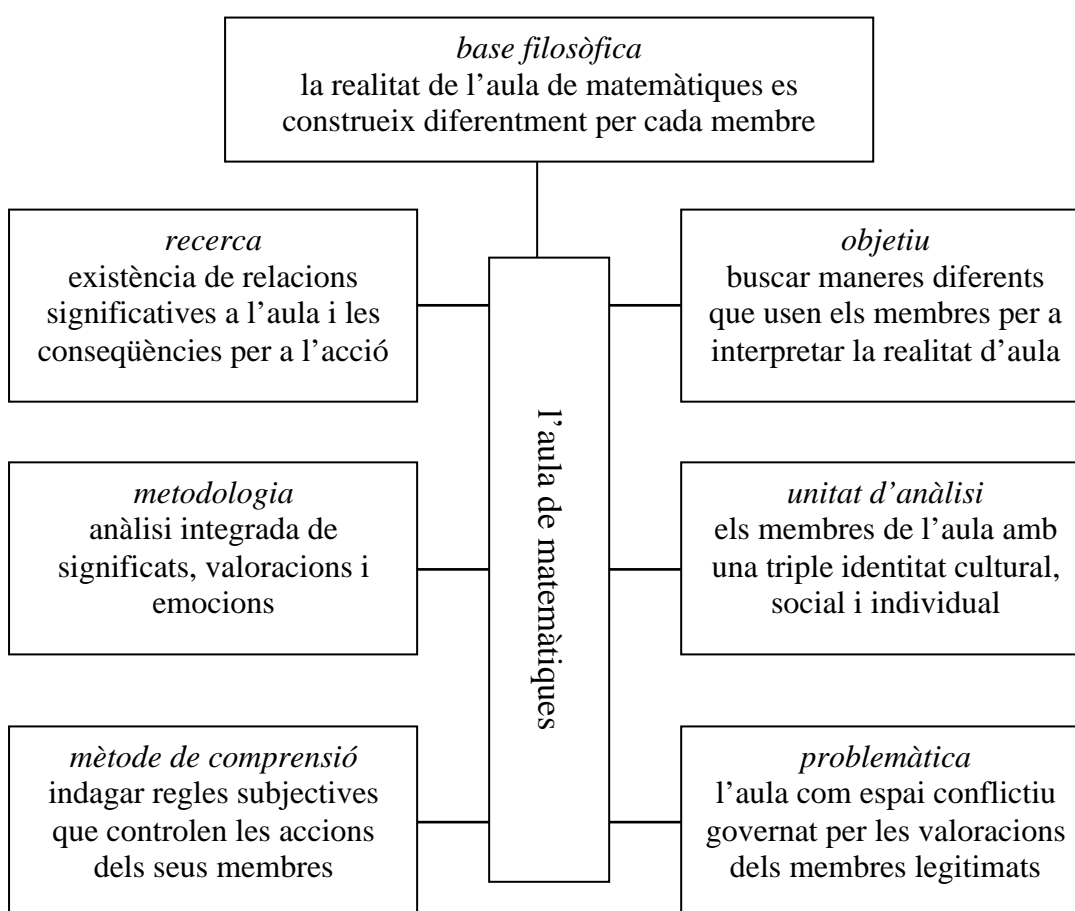 base filosòfica
la realitat de l’aula de matemàtiques es
construeix diferentment per cada membre
recerca
existència de relacions
significatives a l’aula i les
conseqüències per a l’acció
objetiu
buscar maneres diferents
que usen els membres per a
interpretar la realitat d’aula
l’aula de matemàtiques
metodologia
anàlisi integrada de
significats, valoracions i
emocions
unitat d’anàlisi
els membres de l’aula amb
una triple identitat cultural,
social i individual
mètode de comprensió
indagar regles subjectives
que controlen les accions
dels seus membres
problemàtica
l’aula com espai conflictiu
governat per les valoracions
dels membres legitimats